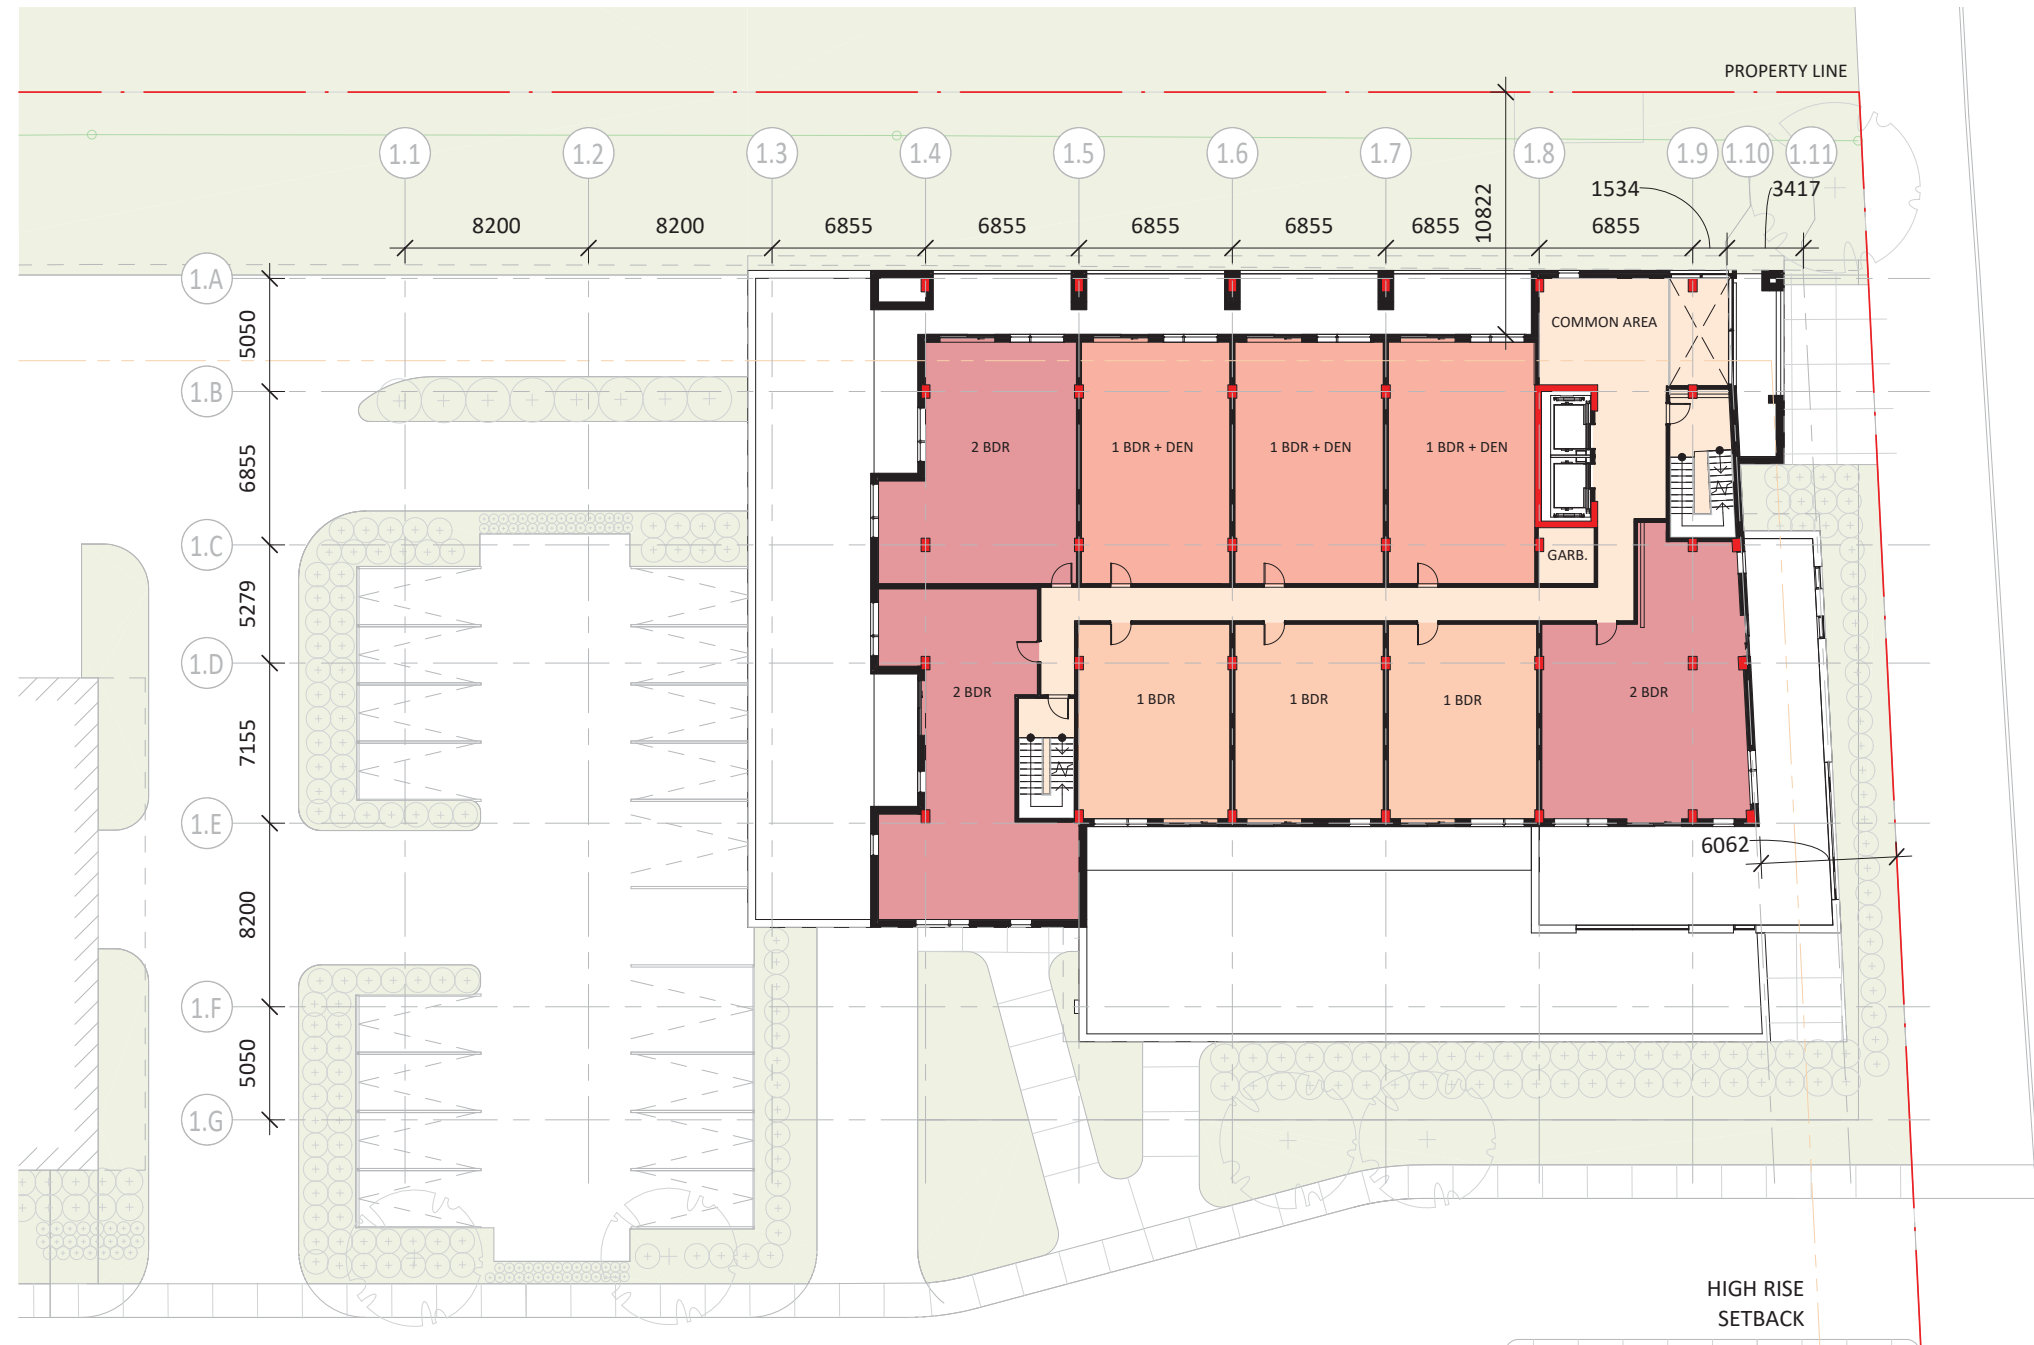 PROPERTY LINE
1.1
1.2
1.3
1.4
1.5
1.6
1.7
1.8
1.9
1.10
1.11
1534
3417
10822
8200
8200
6855
6855
6855
6855
6855
6855
1.A
5050
1.B
6855
1.C
5279
1.D
7155
1.E
8200
1.F
5050
1.G
COMMON AREA
2 BDR
1 BDR + DEN
1 BDR + DEN
1 BDR + DEN
GARB.
2 BDR
1 BDR
1 BDR
1 BDR
2 BDR
6062
HIGH RISE
SETBACK